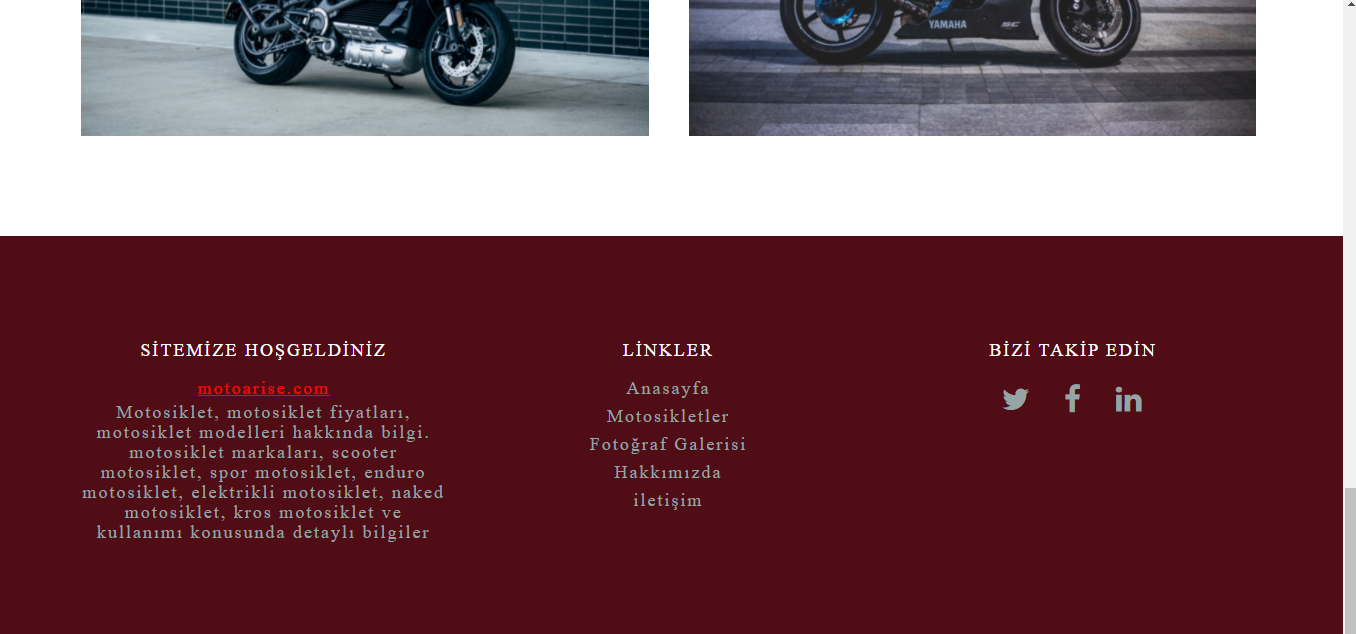 YAMAHA
SC
SİTEMİZE HOŞGELDİNİZ
motoarise.com
Motosiklet, motosiklet fiyatları,
motosiklet modelleri hakkında bilgi.
motosiklet markaları, scooter
motosiklet, spor motosiklet, enduro
motosiklet, elektrikli motosiklet, naked
motosiklet, kros motosiklet ve
kullanımı konusunda detaylı bilgiler
LİNKLER
Anasayfa
Motosikletler
Fotoğraf Galerisi
Hakkımızda
iletişim
BİZİ TAKİP EDİN